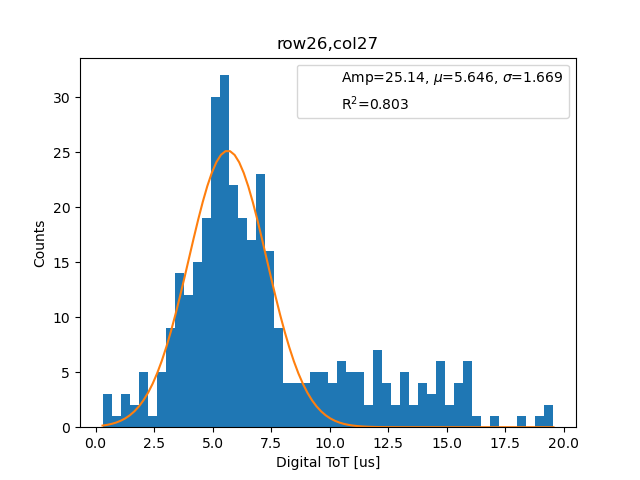 row26,col27
Amp=25.14, μ=5.646, σ=1.669
R²=0.803
30
25
20
15
10
5
0
Counts
0.0 2.5 5.0 7.5 10.0 12.5 15.0 17.5 20.0
Digital ToT [us]